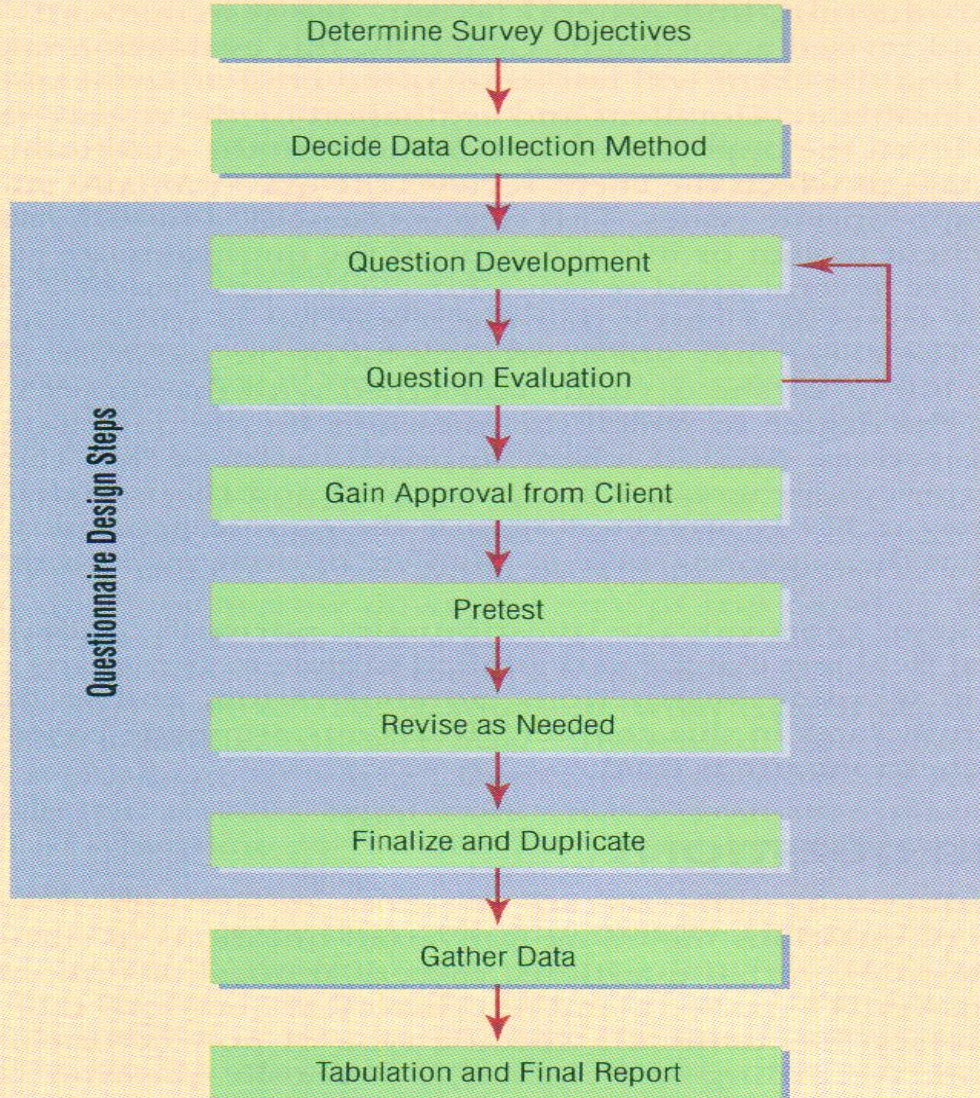 Determine Survey Objectives
Decide Data Collection Method
Question Development
Question Evaluation
Questionnaire Design Steps
Gain Approval from Client
Pretest
Revise as Needed
Finalize and Duplicate
Gather Data
Tabulation and Final Report